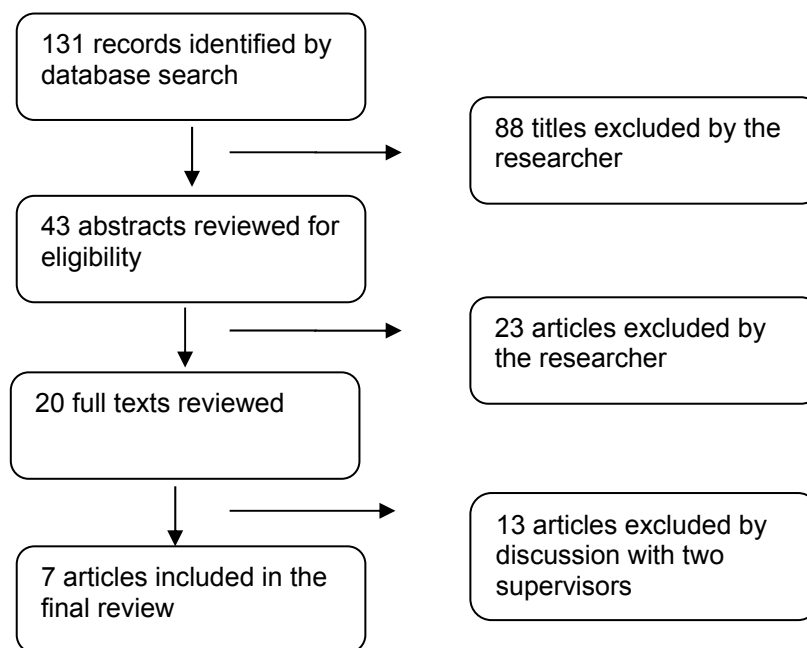 131 records identified by
database search
88 titles excluded by the
researcher
43 abstracts reviewed for
eligibility
23 articles excluded by
the researcher
20 full texts reviewed
13 articles excluded by
discussion with two
supervisors
7 articles included in the
final review